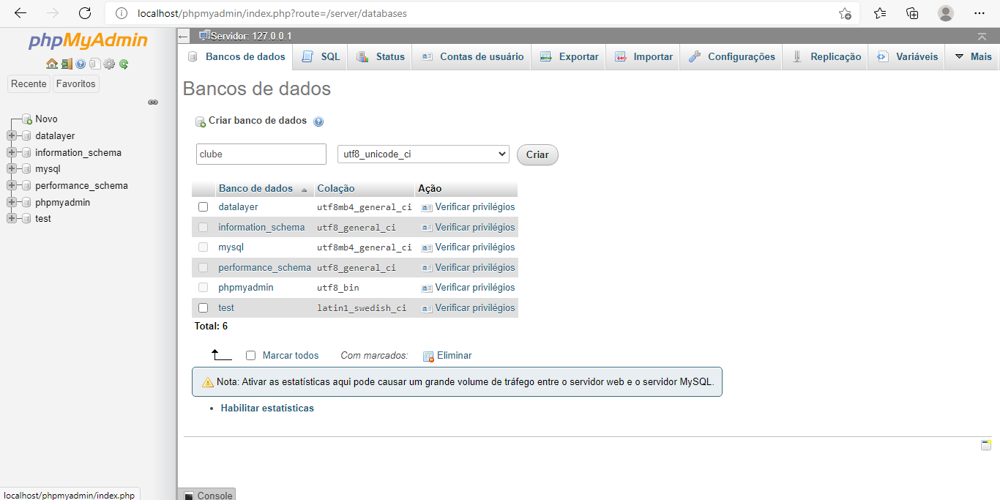 localhost/phpmyadmin/index.php?route=/server/databases
phpMyAdmin
Recente Favoritos
Novo
datalayer
information_schema
mysql
performance_schema
phpmyadmin
test
localhost/phpmyadmin/index.php
Servidor: 127.0.0.1
Bancos de dados SQL Status Contas de usuário Exportar Importar Configurações Replicação Variáveis Mais
Bancos de dados
Criar banco de dados
clube utf8_unicode_ci Criar
Banco de dados Colação Ação
datalayer utf8mb4_general_ci Verificar privilégios
information_schema utf8_general_ci Verificar privilégios
mysql utf8mb4_general_ci Verificar privilégios
performance_schema utf8_general_ci Verificar privilégios
phpmyadmin utf8_bin Verificar privilégios
test latin1_swedish_ci Verificar privilégios
Total: 6
Marcar todos Com marcados: Eliminar
Nota: Ativar as estatísticas aqui pode causar um grande volume de tráfego entre o servidor web e o servidor MySQL.
• Habilitar estatísticas
Console